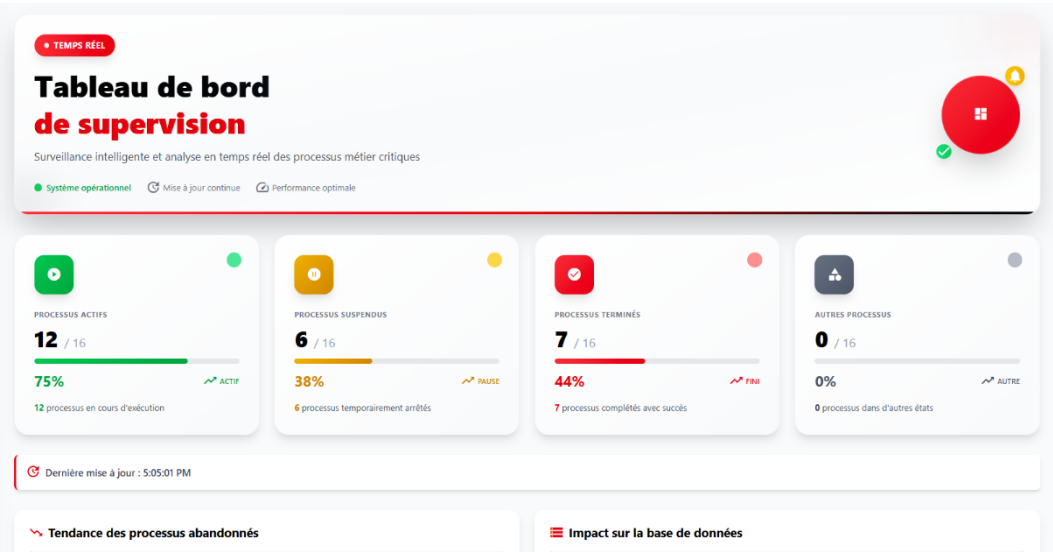 TEMPS RÉEL
Tableau de bord
de supervision
Surveillance intelligente et analyse en temps réel des processus métier critiques
Système opérationnel Mise à jour continue Performance optimale
PROCESSUS ACTIFS
12 / 16
75% ACTIF
12 processus en cours d'exécution
PROCESSUS SUSPENDUS
6 / 16
38% PAUSE
6 processus temporairement arrêtés
PROCESSUS TERMINÉS
7 / 16
44% FINI
7 processus complétés avec succès
AUTRES PROCESSUS
0 / 16
0% AUTRE
0 processus dans d'autres états
Dernière mise à jour : 5:05:01 PM
Tendance des processus abandonnés
Impact sur la base de données